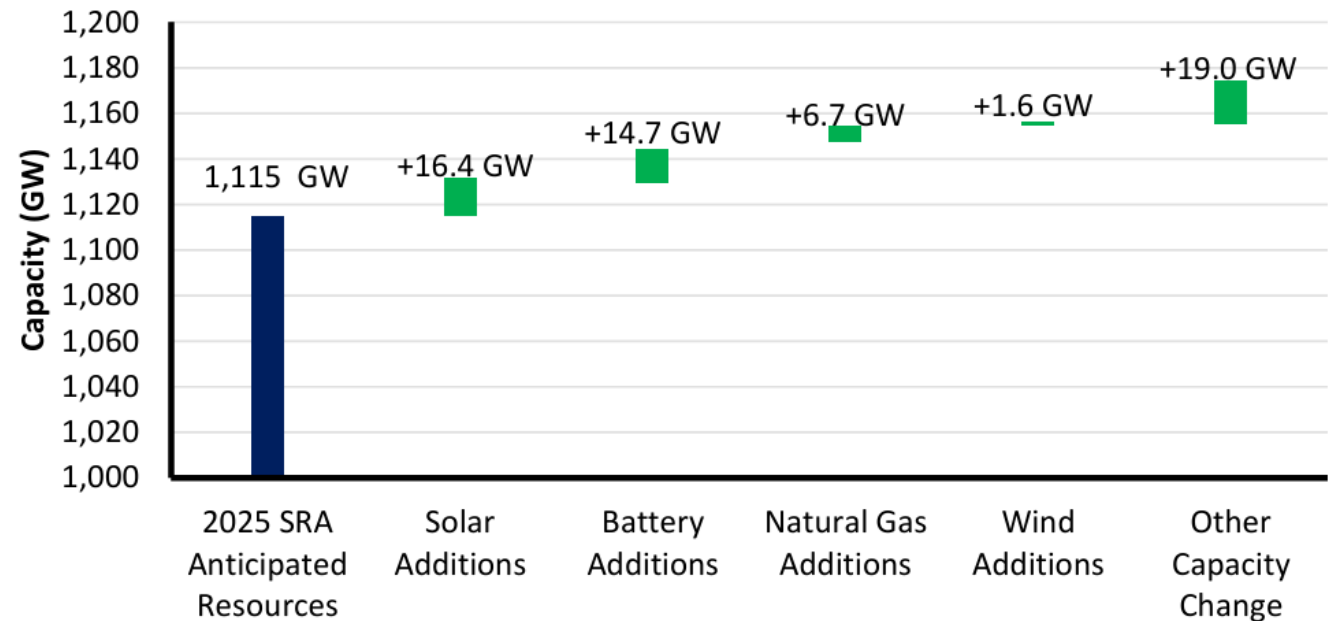 Capacity (GW)
1,200
1,180
1,160
1,140
1,120
1,100
1,080
1,060
1,040
1,020
1,000
1,115  GW
+16.4 GW
+14.7 GW
+6.7 GW
+1.6 GW
+19.0 GW
2025 SRA
Anticipated
Resources
Solar
Additions
Battery
Additions
Natural Gas
Additions
Wind
Additions
Other
Capacity
Change